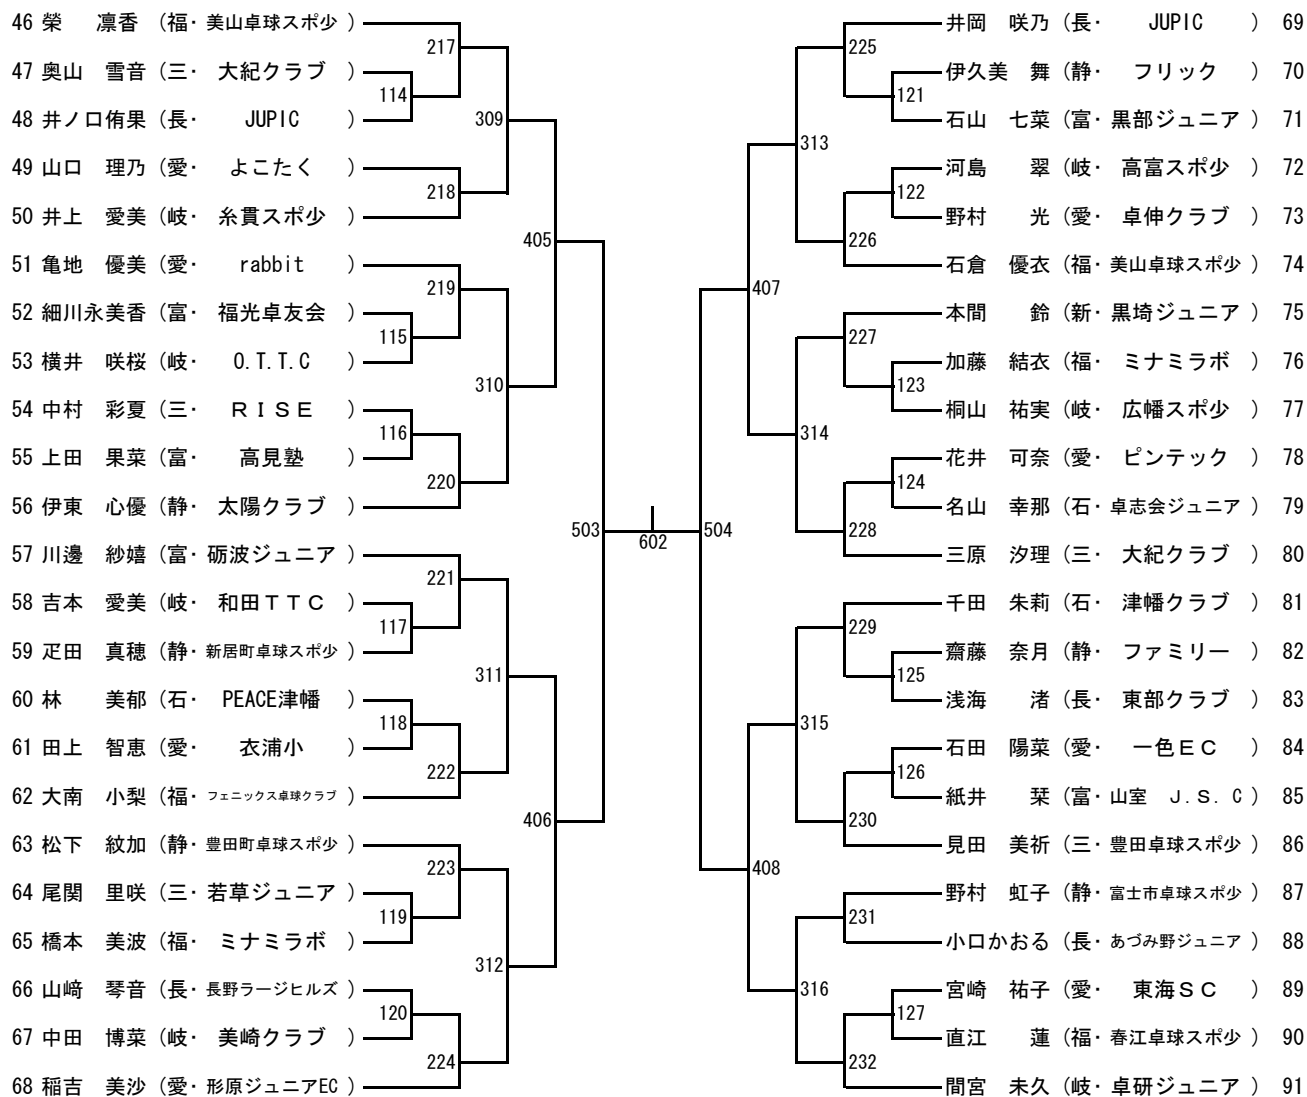 46 榮　凛香 (福・美山卓球スポ少)
47 奥山　雪音 (三・大紀クラブ)
48 井ノ口侑果 (長・JUPIC)
49 山口　理乃 (愛・よこたく)
50 井上　愛美 (岐・糸貫スポ少)
51 亀地　優美 (愛・rabbit)
52 細川永美香 (富・福光卓友会)
53 横井　咲桜 (岐・O.T.T.C)
54 中村　彩夏 (三・ＲＩＳＥ)
55 上田　果菜 (富・高見塾)
56 伊東　心優 (静・太陽クラブ)
57 川邊　紗嬉 (富・砺波ジュニア)
58 吉本　愛美 (岐・和田ＴＴＣ)
59 疋田　真穂 (静・新居町卓球スポ少)
60 林　美郁 (石・PEACE津幡)
61 田上　智恵 (愛・衣浦小)
62 大南　小梨 (福・フェニックス卓球クラブ)
63 松下　紋加 (静・豊田町卓球スポ少)
64 尾関　里咲 (三・若草ジュニア)
65 橋本　美波 (福・ミナミラボ)
66 山﨑　琴音 (長・長野ラージヒルズ)
67 中田　博菜 (岐・美崎クラブ)
68 稲吉　美沙 (愛・形原ジュニアEC)
217
114
309
218
405
219
115
310
116
220
503
221
117
311
118
222
406
223
119
312
120
224
602
504
225
121
313
122
226
407
227
123
314
124
228
229
125
315
126
230
408
231
316
127
232
井岡　咲乃 (長・JUPIC) 69
伊久美　舞 (静・フリック) 70
石山　七菜 (富・黒部ジュニア) 71
河島　翠 (岐・高富スポ少) 72
野村　光 (愛・卓伸クラブ) 73
石倉　優衣 (福・美山卓球スポ少) 74
本間　鈴 (新・黒埼ジュニア) 75
加藤　結衣 (福・ミナミラボ) 76
桐山　祐実 (岐・広幡スポ少) 77
花井　可奈 (愛・ピンテック) 78
名山　幸那 (石・卓志会ジュニア) 79
三原　汐理 (三・大紀クラブ) 80
千田　朱莉 (石・津幡クラブ) 81
齋藤　奈月 (静・ファミリー) 82
浅海　渚 (長・東部クラブ) 83
石田　陽菜 (愛・一色ＥＣ) 84
紙井　栞 (富・山室　J.S.C) 85
見田　美祈 (三・豊田卓球スポ少) 86
野村　虹子 (静・富士市卓球スポ少) 87
小口かおる (長・あづみ野ジュニア) 88
宮崎　祐子 (愛・東海ＳＣ) 89
直江　蓮 (福・春江卓球スポ少) 90
間宮　未久 (岐・卓研ジュニア) 91